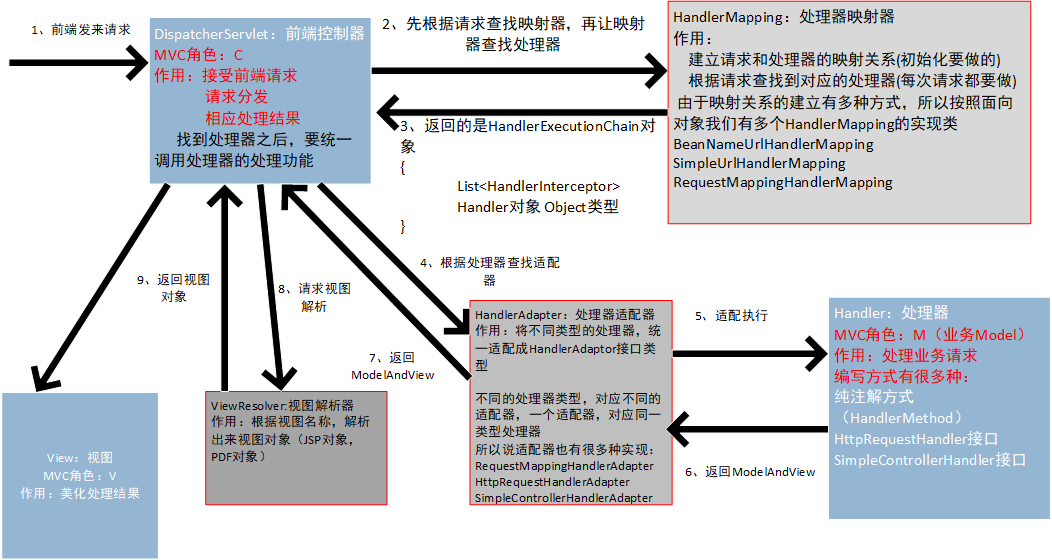 1、前端发来请求
DispatcherServlet：前端控制器
MVC角色：C
作用：接受前端请求
请求分发
相应处理结果
找到处理器之后，要统一
调用处理器的处理功能
2、先根据请求查找映射器，再让映射
器查找处理器
HandlerMapping：处理器映射器
作用：
建立请求和处理器的映射关系(初始化要做的)
根据请求查找到对应的处理器(每次请求都要做)
由于映射关系的建立有多种方式，所以按照面向
对象我们有多个HandlerMapping的实现类
BeanNameUrlHandlerMapping
SimpleUrlHandlerMapping
RequestMappingHandlerMapping
3、返回的是HandlerExecutionChain对
象
{
List<HandlerInterceptor>
Handler对象 Object类型
}
4、根据处理器查找适配
器
HandlerAdapter：处理器适配器
作用：将不同类型的处理器，统
一适配成HandlerAdaptor接口类
型
不同的处理器类型，对应不同的
适配器，一个适配器，对应同一
类型处理器
所以说适配器也有很多种实现：
RequestMappingHandlerAdapter
HttpRequestHandlerAdapter
SimpleControllerHandlerAdapter
5、适配执行
Handler：处理器
MVC角色：M（业务Model）
作用：处理业务请求
编写方式有很多种：
纯注解方式
（HandlerMethod）
HttpRequestHandler接口
SimpleControllerHandler接口
6、返回ModelAndView
7、返回
ModelAndView
8、请求视图
解析
ViewResolver:视图解析器
作用：根据视图名称，解析
出来视图对象（JSP对象，
PDF对象）
9、返回视图
对象
View：视图
MVC角色：V
作用：美化处理结果